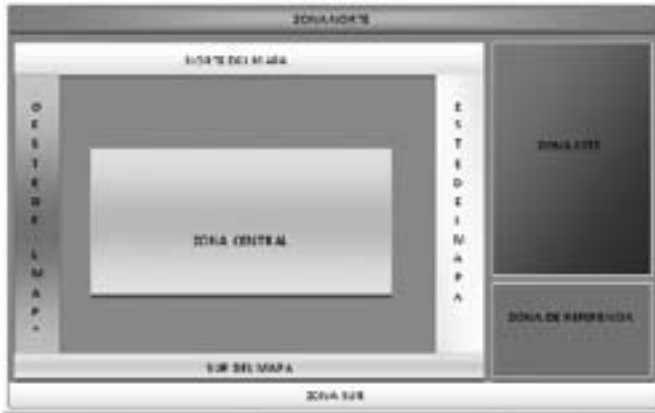 ZONA NORTE
NORTE DEL MAPA
OESTE DEL MAPA
ZONA CENTRAL
ESTE DEL MAPA
ZONA ESTE
ZONA DE REFERENCIA
SUR DEL MAPA
ZONA SUR